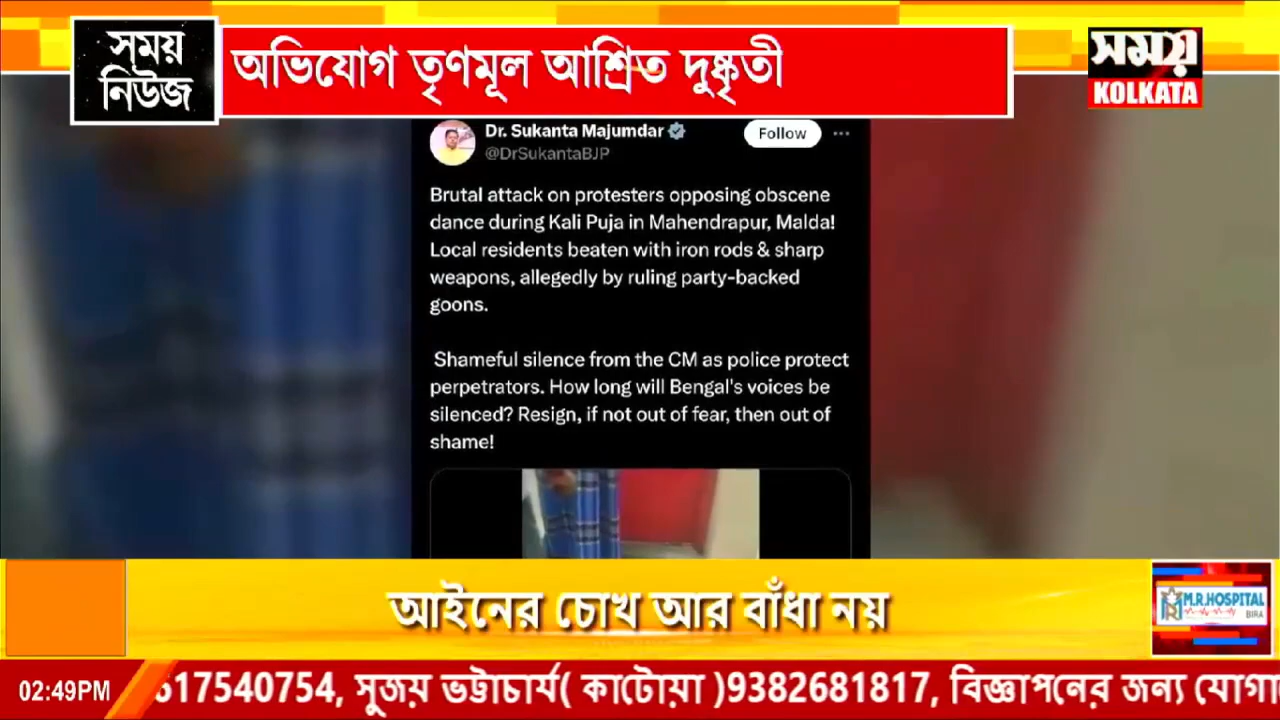 সময়
নিউজ
অভিযোগ তৃণমূল আশ্রিত দুষ্কৃতী
সময়
KOLKATA
Dr. Sukanta Majumdar
Follow
@DrSukantaBJP
Brutal attack on protesters opposing obscene
dance during Kali Puja in Mahendrapur, Malda!
Local residents beaten with iron rods & sharp
weapons, allegedly by ruling party-backed
goons.
Shameful silence from the CM as police protect
perpetrators. How long will Bengal's voices be
silenced? Resign, if not out of fear, then out of
shame!
আইনের চোখ আর বাঁধা নয়
M.R.HOSPITAL
BIRA
02:49PM
617540754, সুজয় ভট্টাচার্য( কাটোয়া )9382681817, বিজ্ঞাপনের জন্য যোগা